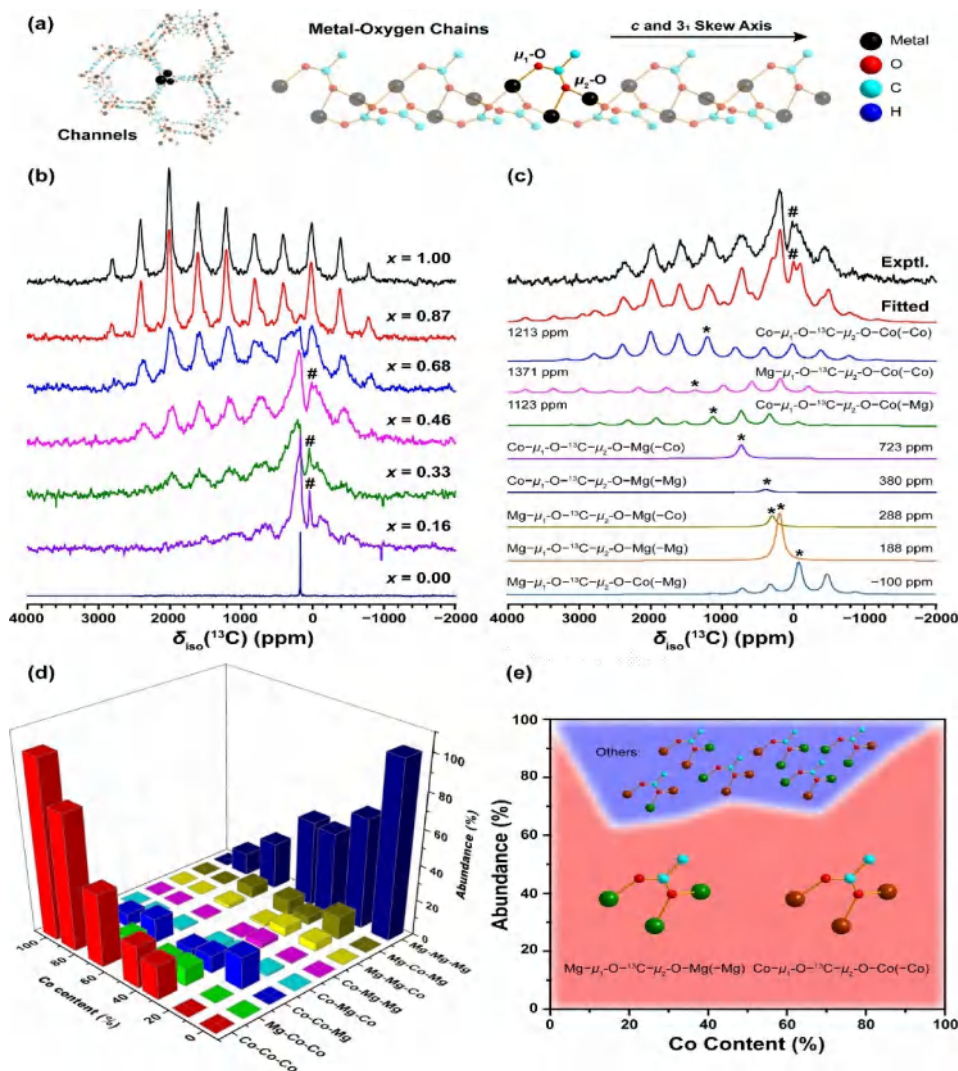 (a)
Metal-Oxygen Chains
c and 3₁ Skew Axis
μ₁-O
μ₂-O
Channels
Metal
O
C
H
(b)
x = 1.00
x = 0.87
x = 0.68
#
x = 0.46
#
x = 0.33
#
x = 0.16
x = 0.00
4000 3000 2000 1000 0 −1000 −2000
δiso(¹³C) (ppm)
(c)
#
Exptl.
#
Fitted
1213 ppm * Co−μ₁-O−¹³C−μ₂-O−Co(−Co)
1371 ppm * Mg−μ₁-O−¹³C−μ₂-O−Co(−Co)
1123 ppm * Co−μ₁-O−¹³C−μ₂-O−Co(−Mg)
Co−μ₁-O−¹³C−μ₂-O−Mg(−Co) * 723 ppm
Co−μ₁-O−¹³C−μ₂-O−Mg(−Mg) * 380 ppm
Mg−μ₁-O−¹³C−μ₂-O−Mg(−Co) * 288 ppm
Mg−μ₁-O−¹³C−μ₂-O−Mg(−Mg) * 188 ppm
Mg−μ₁-O−¹³C−μ₂-O−Co(−Mg) * −100 ppm
4000 3000 2000 1000 0 −1000 −2000
δiso(¹³C) (ppm)
(d)
100
80
60
40
20
0
Abundance (%)
100
80
60
40
20
0
Co content (%)
Mg-Mg-Mg
Mg-Co-Mg
Mg-Mg-Co
Co-Mg-Mg
Co-Mg-Co
Co-Co-Mg
Mg-Co-Co
Co-Co-Co
(e)
100
80
60
40
20
0
Abundance (%)
Others:
Mg−μ₁-O−¹³C−μ₂-O−Mg(−Mg) Co−μ₁-O−¹³C−μ₂-O−Co(−Co)
0 20 40 60 80 100
Co Content (%)